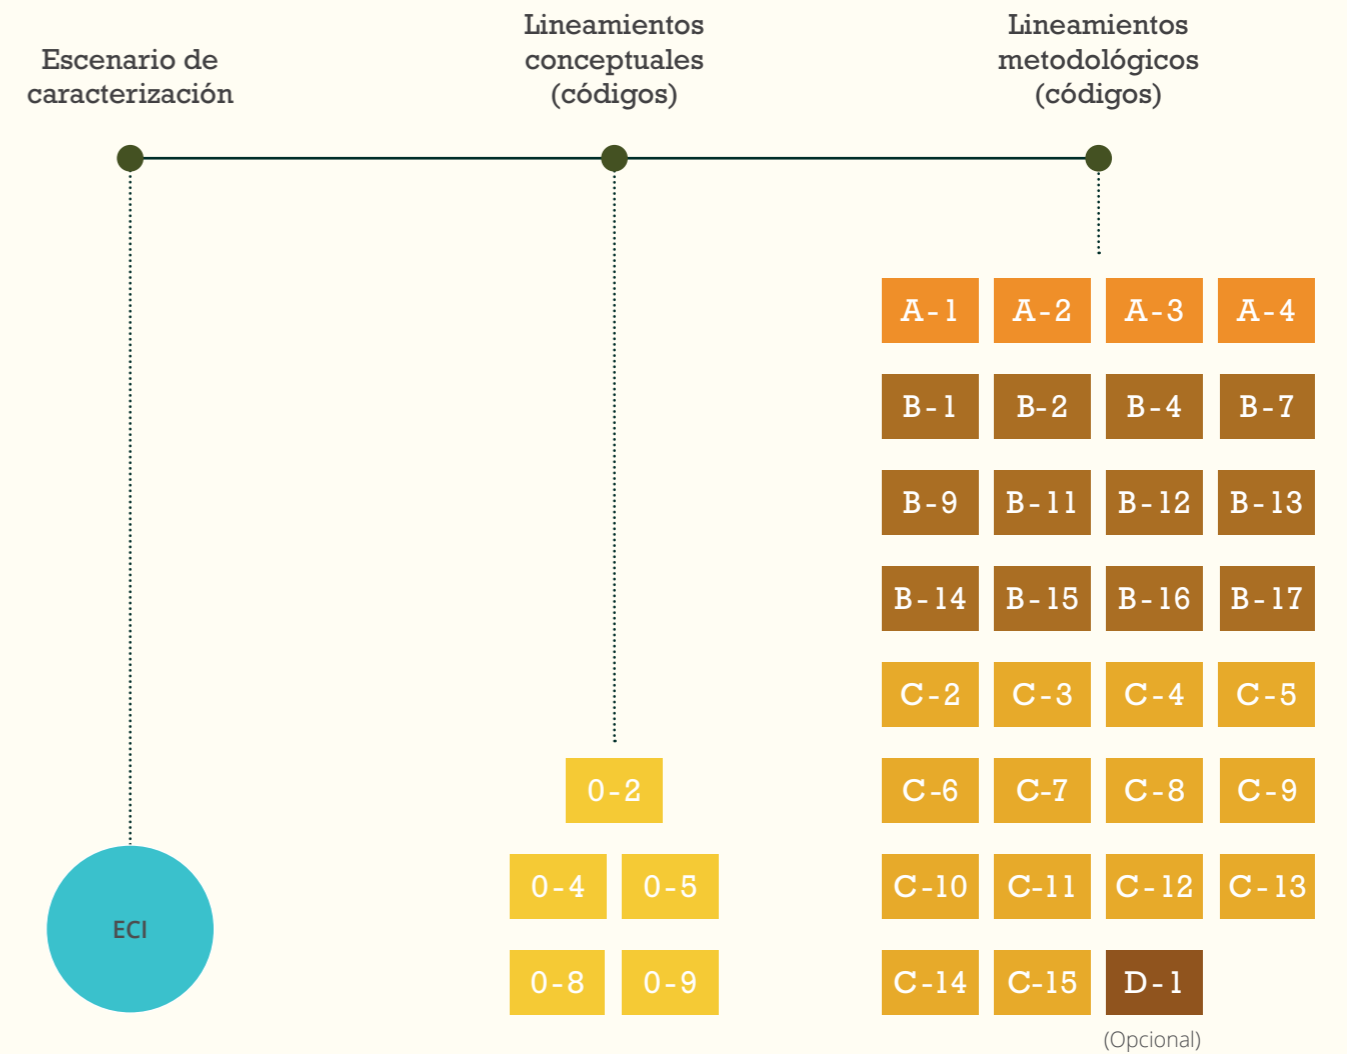 Escenario de
caracterización
Lineamientos
conceptuales
(códigos)
Lineamientos
metodológicos
(códigos)
ECI
0-2
0-4 0-5
0-8 0-9
A-1 A-2 A-3 A-4
B-1 B-2 B-4 B-7
B-9 B-11 B-12 B-13
B-14 B-15 B-16 B-17
C-2 C-3 C-4 C-5
C-6 C-7 C-8 C-9
C-10 C-11 C-12 C-13
C-14 C-15 D-1
(Opcional)